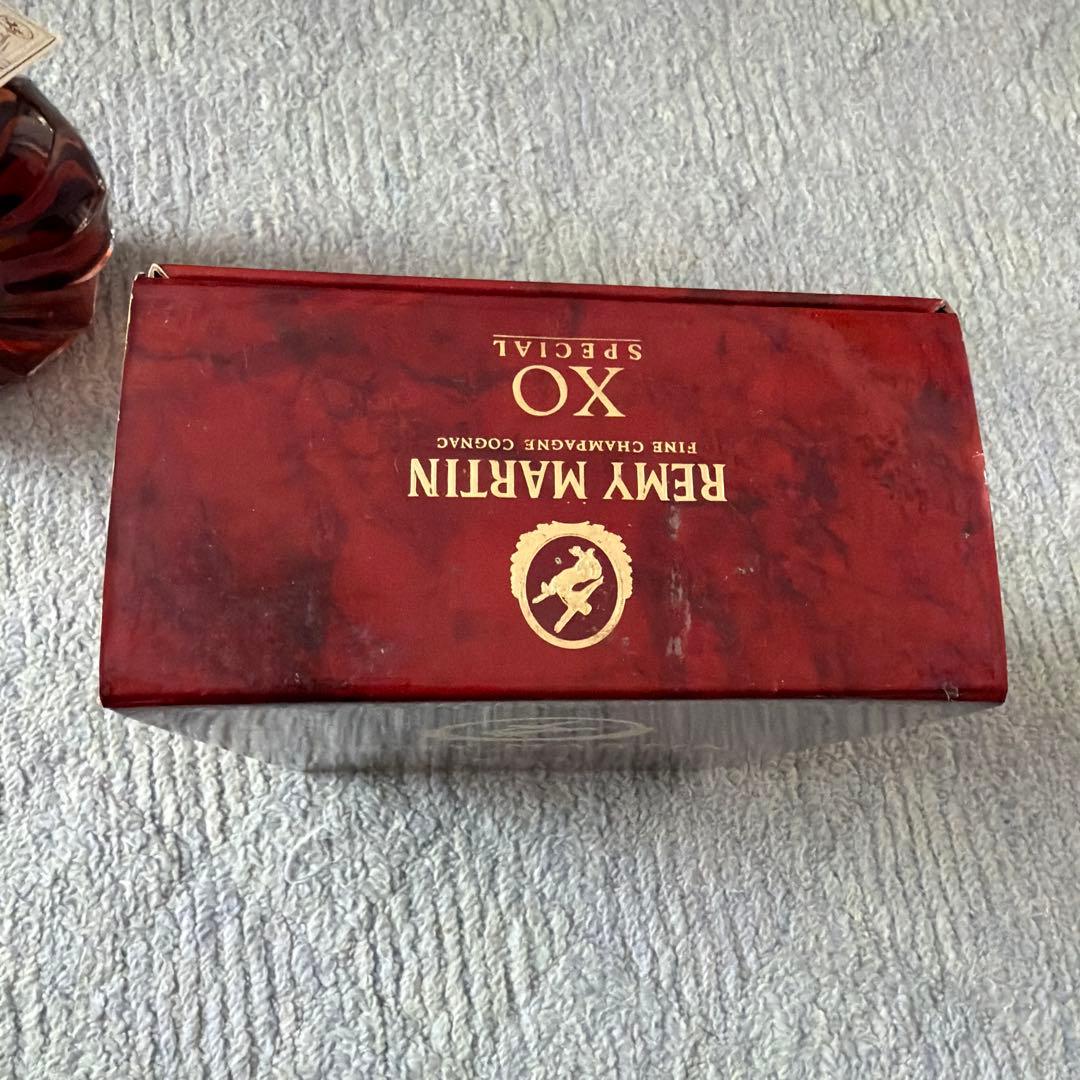 REMY MARTIN
FINE CHAMPAGNE COGNAC
XO
SPECIAL